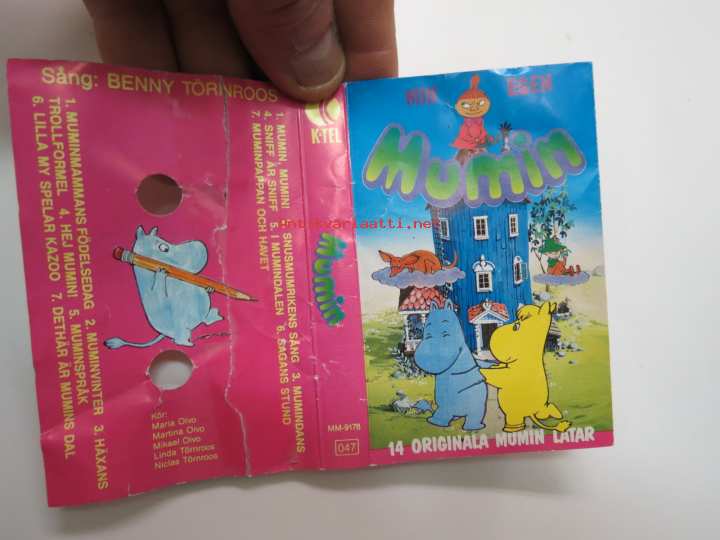 Sång: BENNY TÖRNROOS
1. MUMINMAMMANS FÖDELSEDAG 2. MUMINVINTER 3. HÄXANS
TROLLFORMEL 4. HEJ MUMIN! 5. MUMINSPRÅK
6. LILLA MY SPELAR KAZOO 7. DETHÄR ÄR MUMINS DAL
1. MUMIN, MUMIN! 2. SNUSMUMRIKENS SÅNG 3. MUMINDANS
4. SNIFF ÄR SNIFF 5. I MUMINDALEN 6. SAGANS STUND
7. MUMINPAPPAN OCH HAVET
Kör:
Maria Oivo
Martina Oivo
Mikael Oivo
Linda Törnroos
Niclas Törnroos
K-TEL
Mumin
MM-9178
047
MIN EGEN
Mumin
14 ORIGINALA MUMIN LÅTAR
antikvariaatti.net